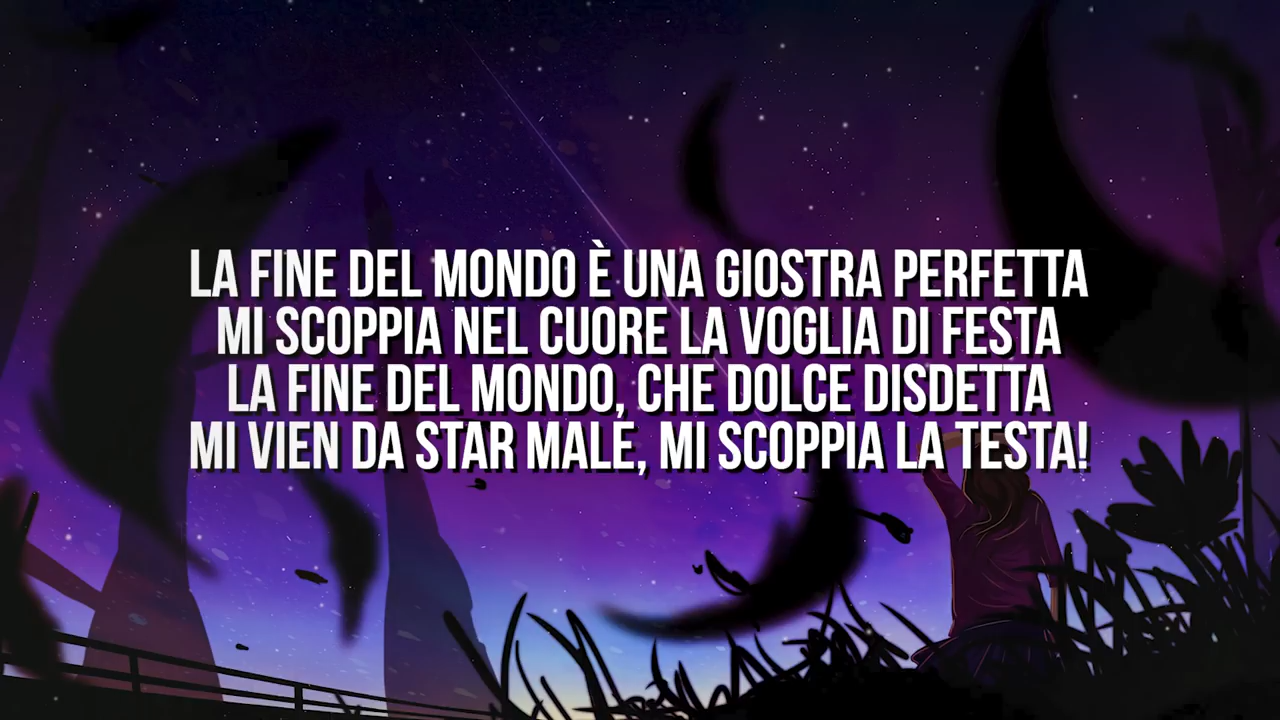 LA FINE DEL MONDO È UNA GIOSTRA PERFETTA
MI SCOPPIA NEL CUORE LA VOGLIA DI FESTA
LA FINE DEL MONDO, CHE DOLCE DISDETTA
MI VIEN DA STAR MALE, MI SCOPPIA LA TESTA!